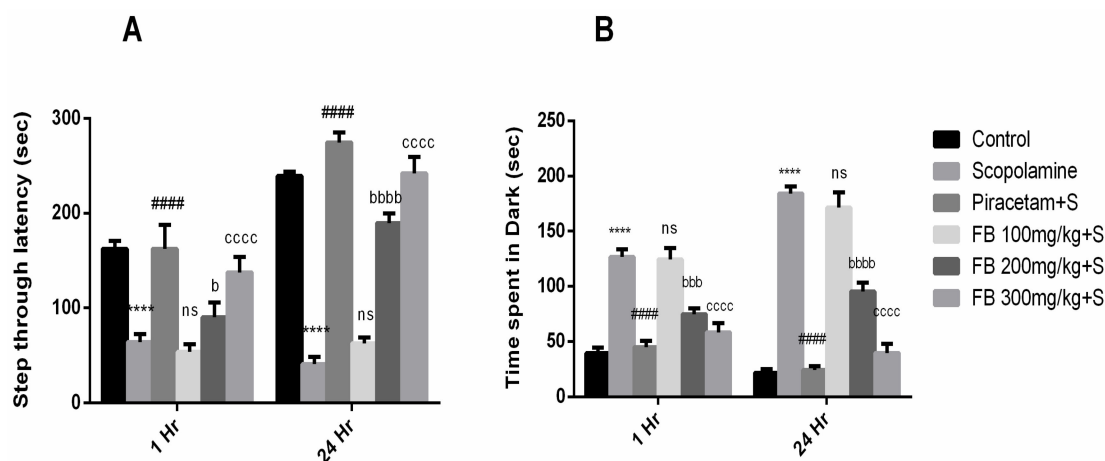 A
Step through latency (sec)
300
200
100
0
****
####
ns
b
cccc
****
####
ns
bbbb
cccc
1 Hr
24 Hr
B
Time spent in Dark (sec)
250
200
150
100
50
0
****
####
ns
bbb
cccc
****
####
ns
bbbb
cccc
1 Hr
24 Hr
Control
Scopolamine
Piracetam+S
FB 100mg/kg+S
FB 200mg/kg+S
FB 300mg/kg+S